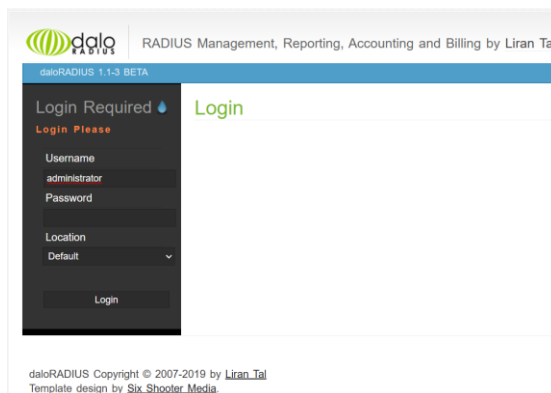 dalo
RADIUS
RADIUS Management, Reporting, Accounting and Billing by Liran Ta
daloRADIUS 1.1-3 BETA
Login Required
Login Please
Username
administrator
Password
Location
Default
Login
Login
daloRADIUS Copyright © 2007-2019 by Liran Tal
Template design by Six Shooter Media.